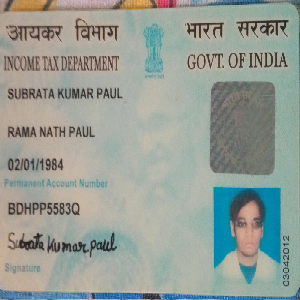 आयकर विभाग
भारत सरकार
INCOME TAX DEPARTMENT
GOVT. OF INDIA
SUBRATA KUMAR PAUL
RAMA NATH PAUL
02/01/1984
Permanent Account Number
BDHPP5583Q
Subrata Kumar paul
Signature
03042012